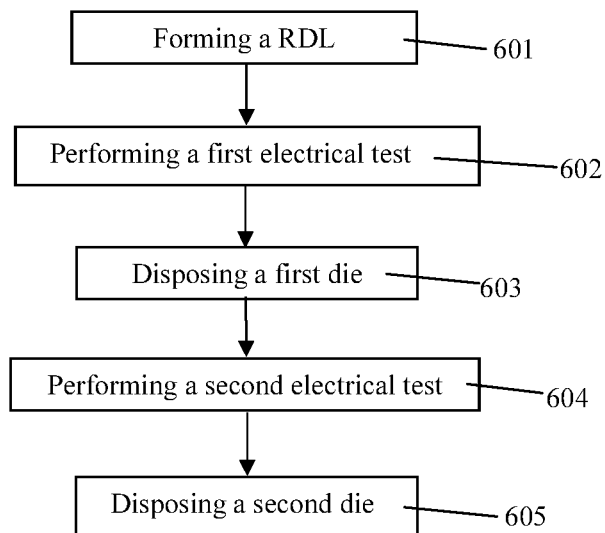 Forming a RDL
601
Performing a first electrical test
602
Disposing a first die
603
Performing a second electrical test
604
Disposing a second die
605